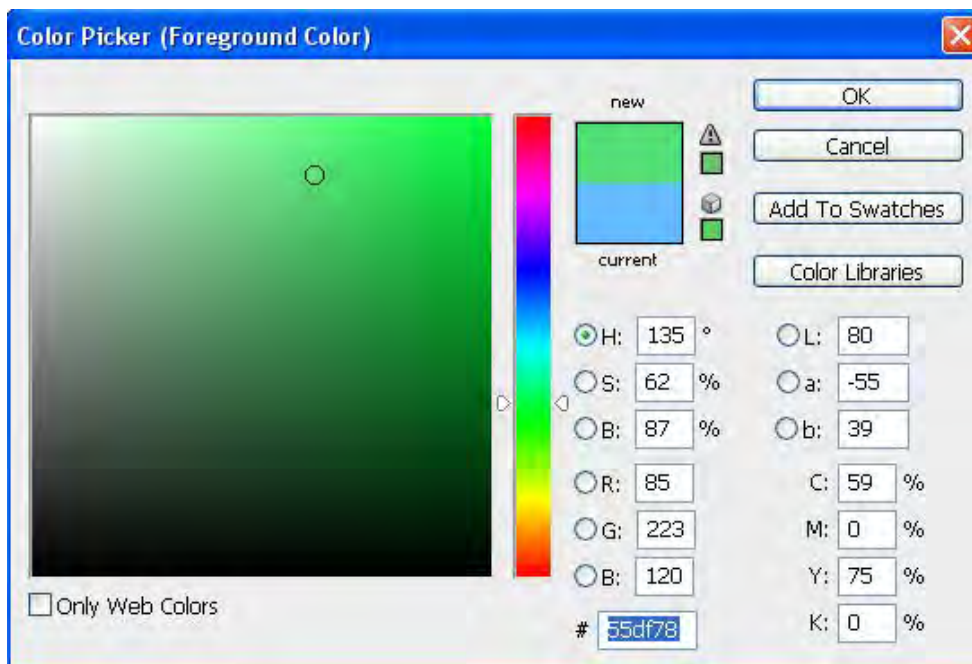 Color Picker (Foreground Color)
new
current
OK
Cancel
Add To Swatches
Color Libraries
H: 135 °
S: 62 %
B: 87 %
R: 85
G: 223
B: 120
# 55df78
L: 80
a: -55
b: 39
C: 59 %
M: 0 %
Y: 75 %
K: 0 %
Only Web Colors